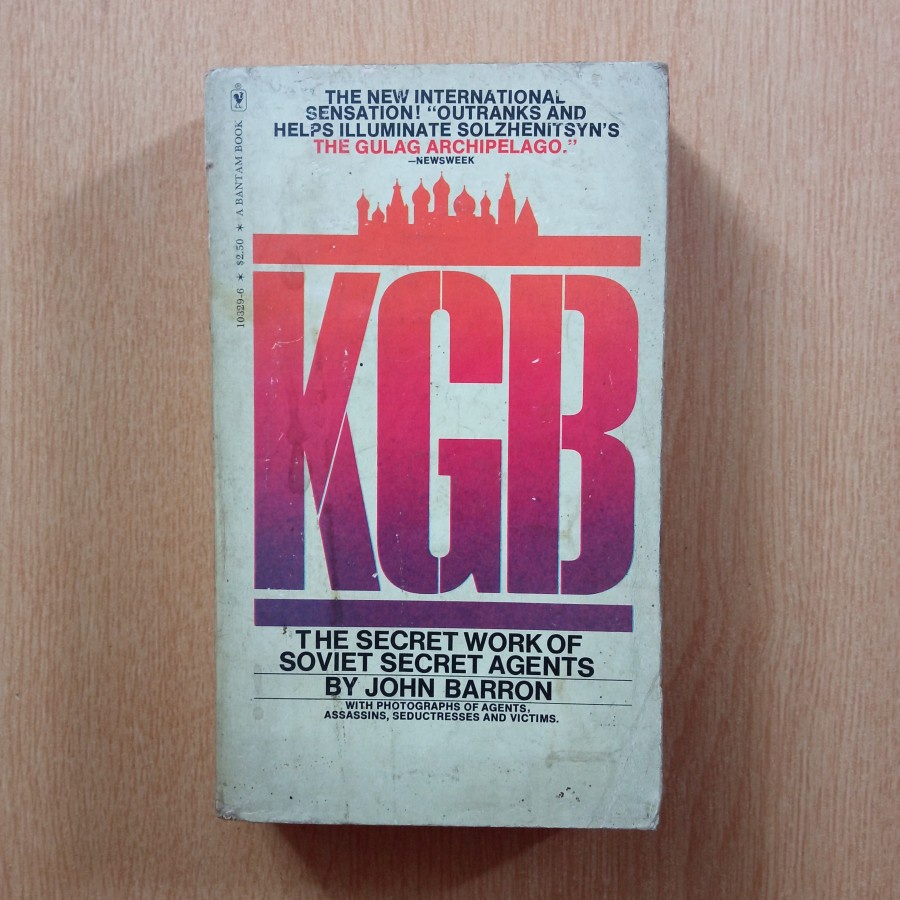 THE NEW INTERNATIONAL
SENSATION! "OUTRANKS AND
HELPS ILLUMINATE SOLZHENITSYN'S
THE GULAG ARCHIPELAGO."
—NEWSWEEK
KGB
THE SECRET WORK OF
SOVIET SECRET AGENTS
BY JOHN BARRON
WITH PHOTOGRAPHS OF AGENTS,
ASSASSINS, SEDUCTRESSES AND VICTIMS.
10329-6 * $2.50 * A BANTAM BOOK